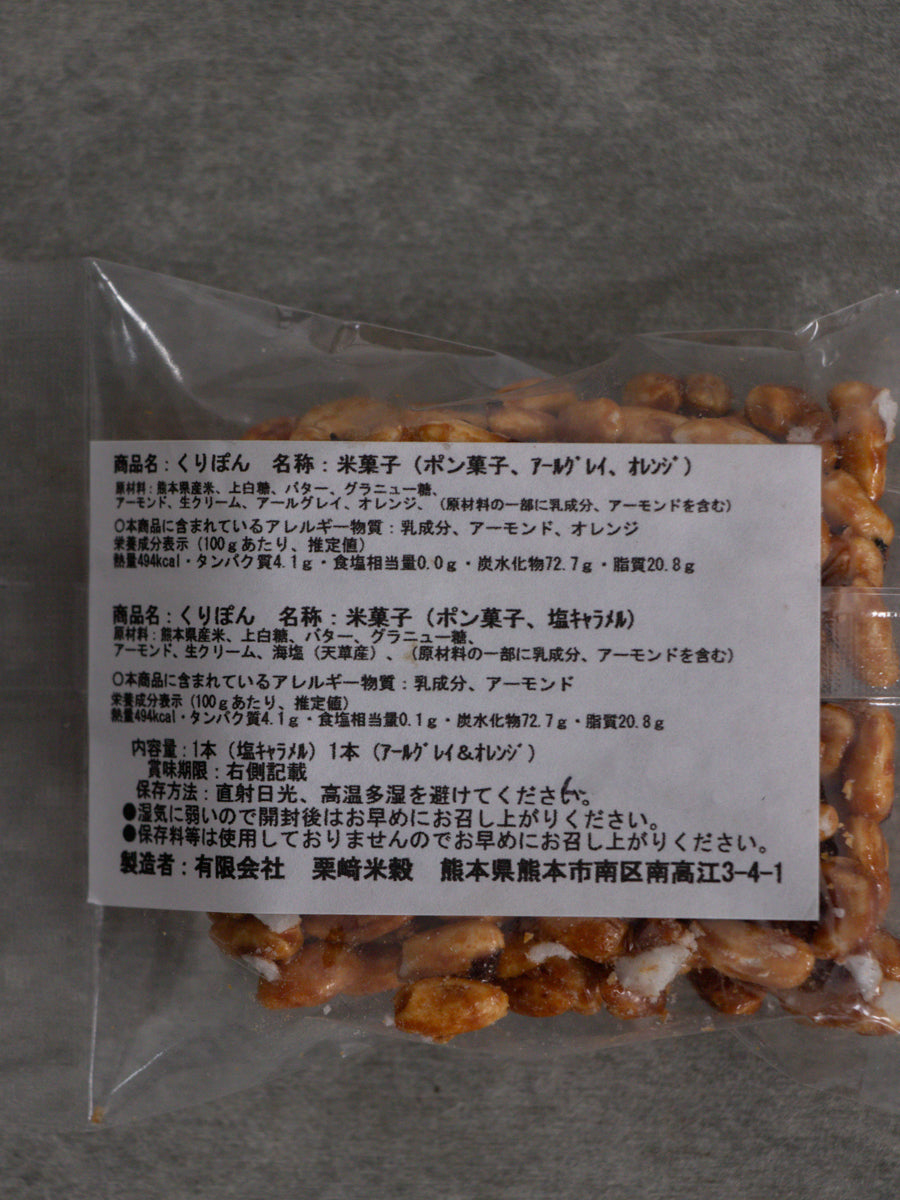 商品名：くりぽん　名称：米菓子（ポン菓子、ｱｰﾙｸﾞﾚｲ、ｵﾚﾝｼﾞ）
原材料：熊本県産米、上白糖、バター、グラニュー糖、
アーモンド、生クリーム、アールグレイ、オレンジ、（原材料の一部に乳成分、アーモンドを含む）
○本商品に含まれているアレルギー物質：乳成分、アーモンド、オレンジ
栄養成分表示（100ｇあたり、推定値）
熱量494kcal・タンパク質4.1ｇ・食塩相当量0.0ｇ・炭水化物72.7ｇ・脂質20.8ｇ
商品名：くりぽん　名称：米菓子（ポン菓子、塩ｷｬﾗﾒﾙ）
原材料：熊本県産米、上白糖、バター、グラニュー糖、
アーモンド、生クリーム、海塩（天草産）、（原材料の一部に乳成分、アーモンドを含む）
○本商品に含まれているアレルギー物質：乳成分、アーモンド
栄養成分表示（100ｇあたり、推定値）
熱量494kcal・タンパク質4.1ｇ・食塩相当量0.1ｇ・炭水化物72.7ｇ・脂質20.8ｇ
内容量：1本（塩ｷｬﾗﾒﾙ）1本（ｱｰﾙｸﾞﾚｲ＆ｵﾚﾝｼﾞ）
賞味期限：右側記載
保存方法：直射日光、高温多湿を避けてください。
●湿気に弱いので開封後はお早めにお召し上がりください。
●保存料等は使用しておりませんのでお早めにお召し上がりください。
製造者：有限会社　栗﨑米穀　熊本県熊本市南区南高江3-4-1